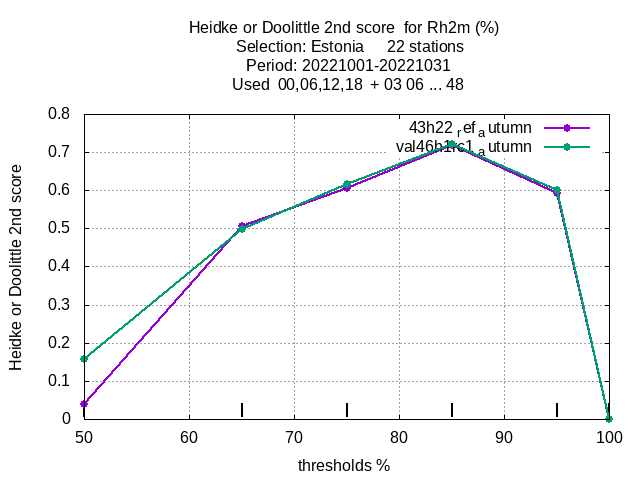 Heidke or Doolittle 2nd score for Rh2m (%)
Selection: Estonia 22 stations
Period: 20221001-20221031
Used 00,06,12,18 + 03 06 ... 48
Heidke or Doolittle 2nd score
0.8
0.7
0.6
0.5
0.4
0.3
0.2
0.1
0
43h22 ref autumn
val46h1rc1 autumn
50 60 70 80 90 100
thresholds %